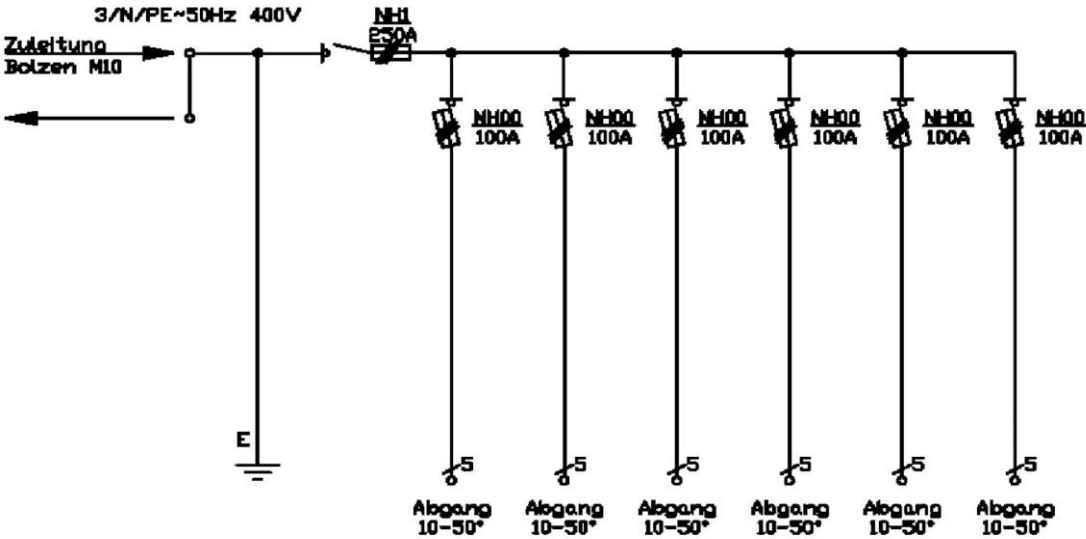 3/N/PE~50Hz 400V
NH1
250A
Zuleitung
Bolzen M10
NH00 NH00 NH00 NH00 NH00 NH00
100A 100A 100A 100A 100A 100A
E
5 5 5 5 5 5
Abgang Abgang Abgang Abgang Abgang Abgang
10-50" 10-50" 10-50" 10-50" 10-50" 10-50"